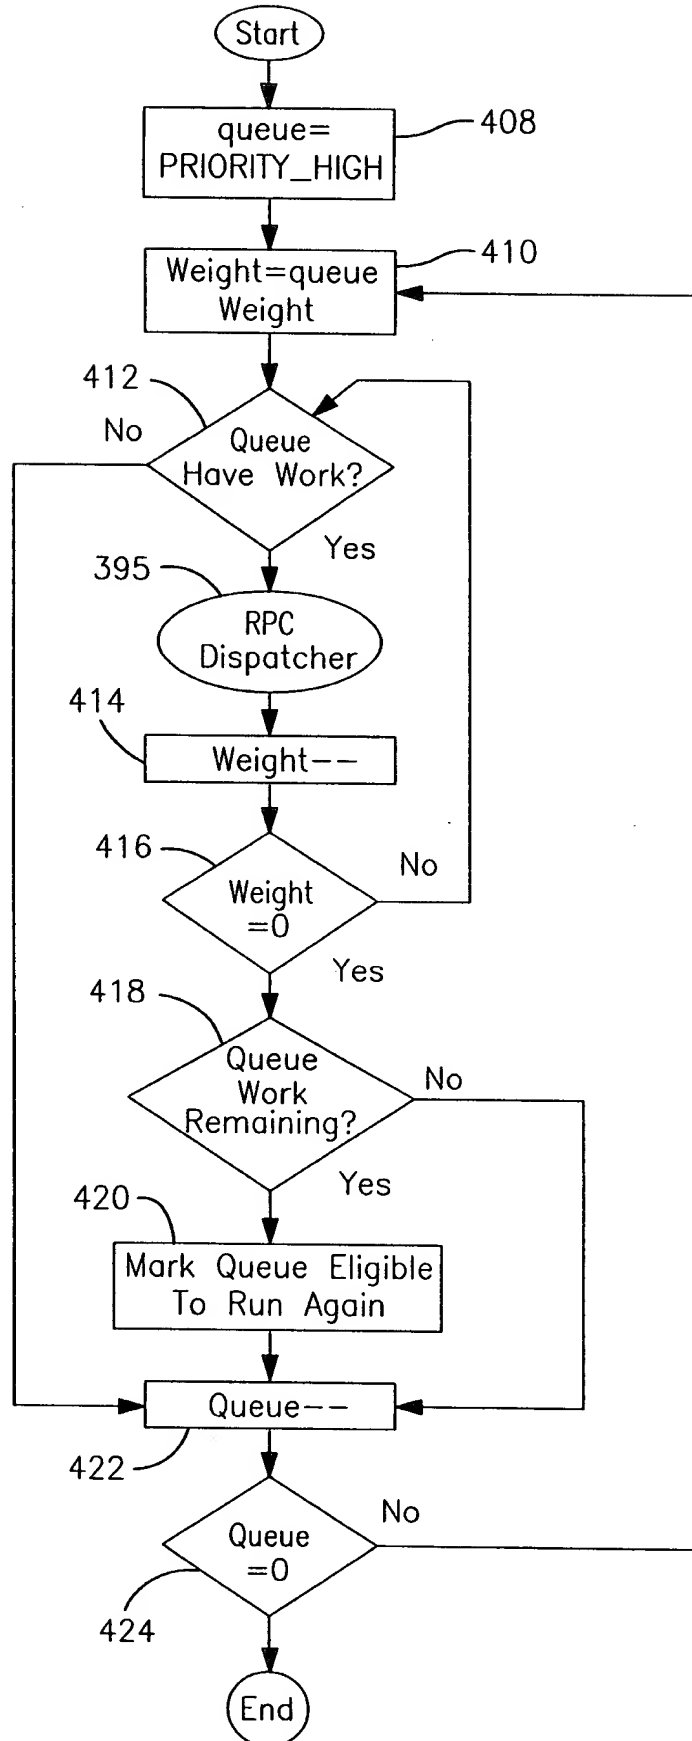 Start
queue=
PRIORITY_HIGH
408
Weight=queue
Weight
410
412
No
Queue
Have Work?
Yes
395
RPC
Dispatcher
414
Weight--
416
No
Weight
=0
Yes
418
Queue
Work
Remaining?
No
Yes
420
Mark Queue Eligible
To Run Again
Queue--
422
No
Queue
=0
424
End